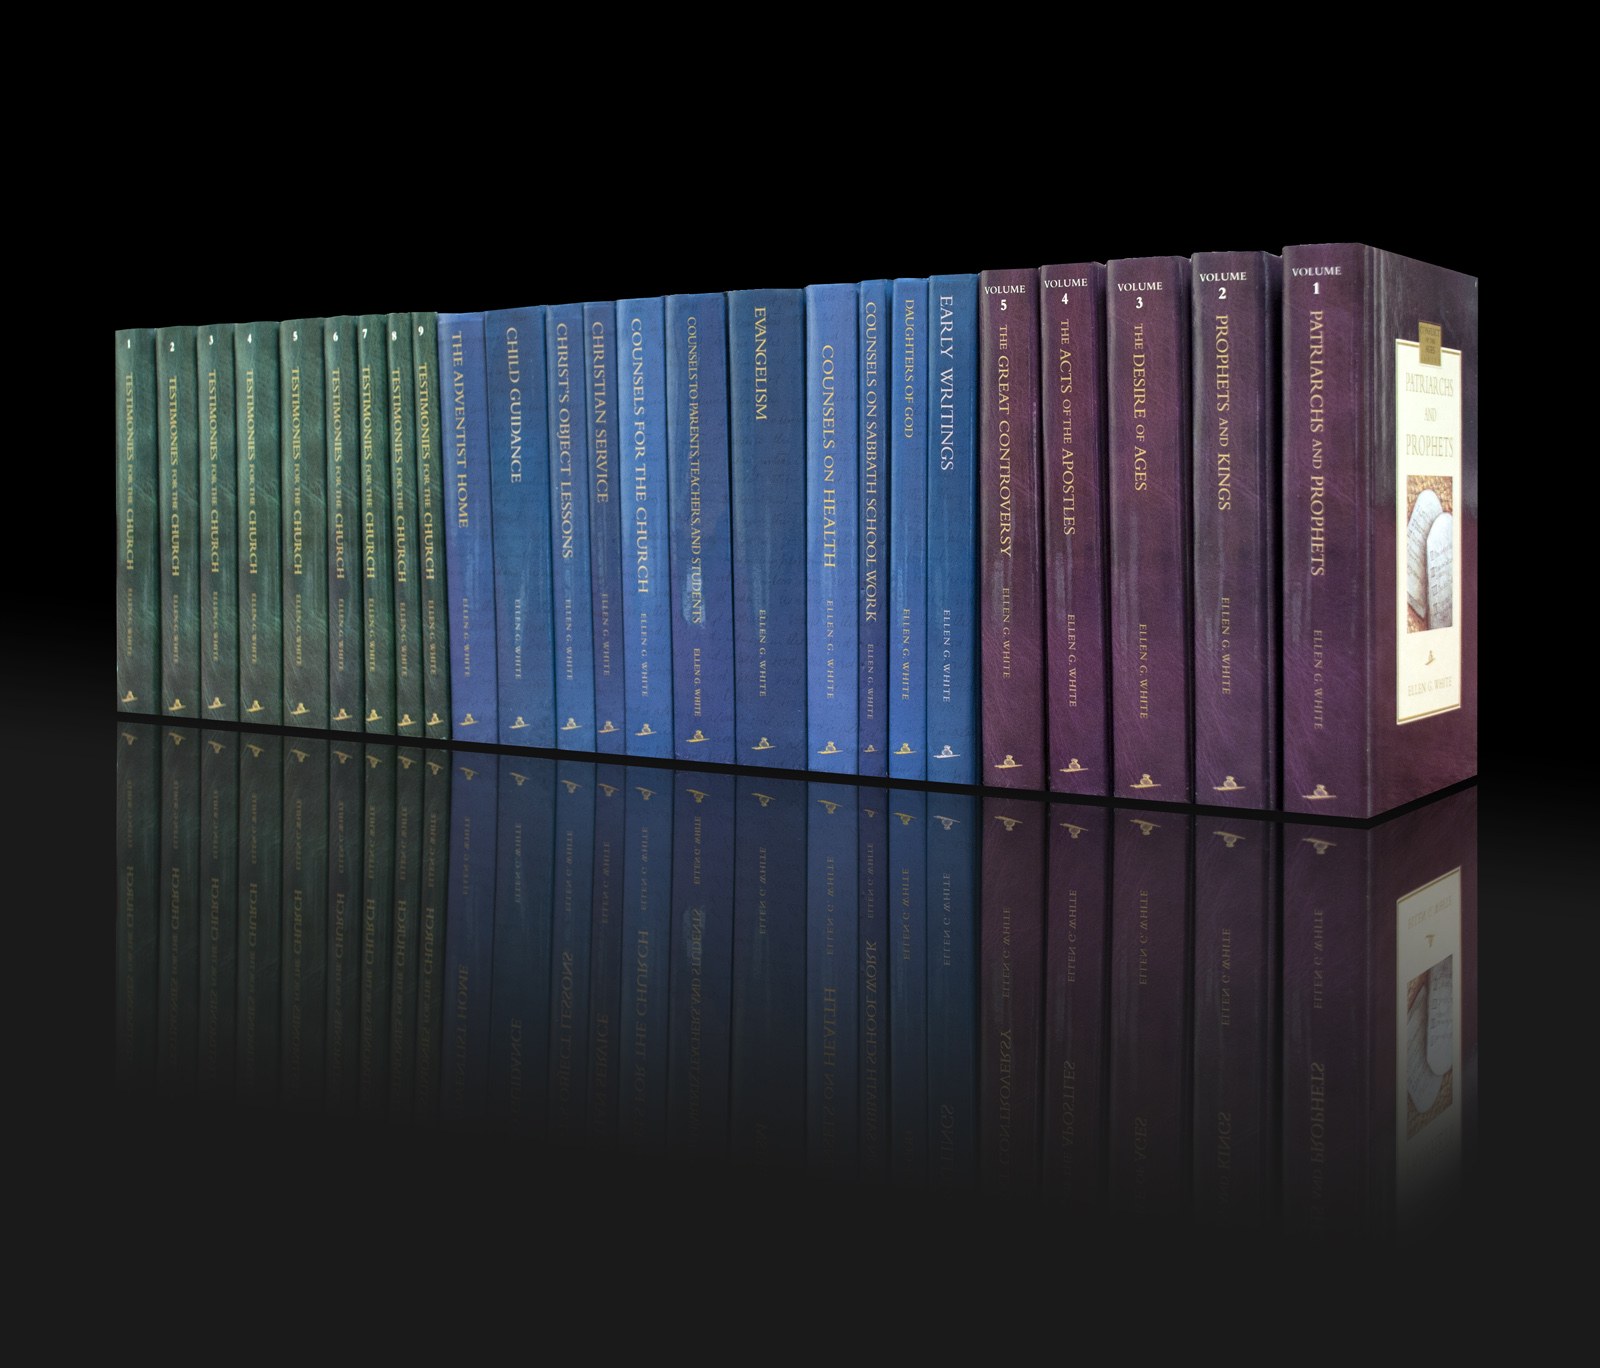 1 TESTIMONIES FOR THE CHURCH ELLEN G. WHITE
2 TESTIMONIES FOR THE CHURCH ELLEN G. WHITE
3 TESTIMONIES FOR THE CHURCH ELLEN G. WHITE
4 TESTIMONIES FOR THE CHURCH ELLEN G. WHITE
5 TESTIMONIES FOR THE CHURCH ELLEN G. WHITE
6 TESTIMONIES FOR THE CHURCH ELLEN G. WHITE
7 TESTIMONIES FOR THE CHURCH ELLEN G. WHITE
8 TESTIMONIES FOR THE CHURCH ELLEN G. WHITE
9 TESTIMONIES FOR THE CHURCH ELLEN G. WHITE
THE ADVENTIST HOME ELLEN G. WHITE
CHILD GUIDANCE ELLEN G. WHITE
CHRIST'S OBJECT LESSONS ELLEN G. WHITE
CHRISTIAN SERVICE ELLEN G. WHITE
COUNSELS FOR THE CHURCH ELLEN G. WHITE
COUNSELS TO PARENTS, TEACHERS, AND STUDENTS ELLEN G. WHITE
EVANGELISM ELLEN G. WHITE
COUNSELS ON HEALTH ELLEN G. WHITE
COUNSELS ON SABBATH SCHOOL WORK ELLEN G. WHITE
DAUGHTERS OF GOD ELLEN G. WHITE
EARLY WRITINGS ELLEN G. WHITE
VOLUME
5
THE GREAT CONTROVERSY ELLEN G. WHITE
VOLUME
4
THE ACTS OF THE APOSTLES ELLEN G. WHITE
VOLUME
3
THE DESIRE OF AGES ELLEN G. WHITE
VOLUME
2
PROPHETS AND KINGS ELLEN G. WHITE
VOLUME
1
PATRIARCHS AND PROPHETS ELLEN G. WHITE
PATRIARCHS
AND
PROPHETS
ELLEN G. WHITE